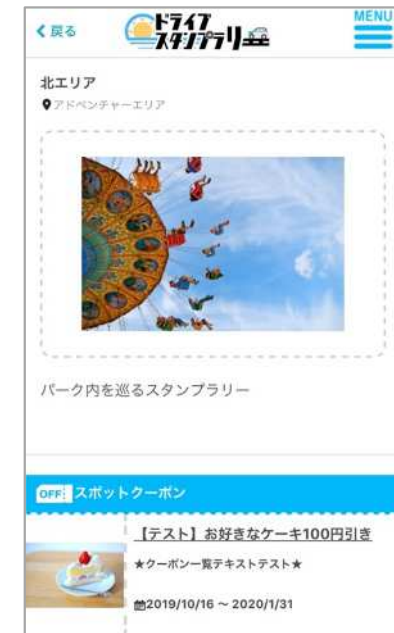 戻る
ドライブ
スタンプラリー
MENU
北エリア
アドベンチャーエリア
パーク内を巡るスタンプラリー
OFF スポットクーポン
【テスト】お好きなケーキ100円引き
★クーポン一覧テキストテスト★
2019/10/16 ~ 2020/1/31